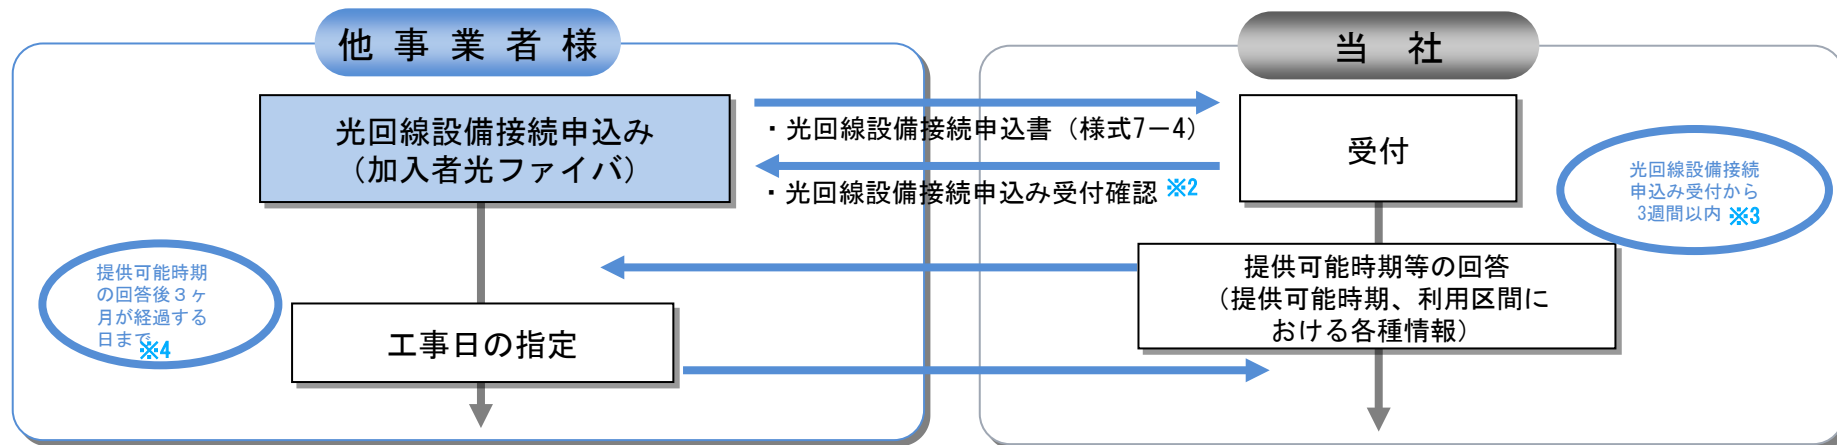 他事業者様
当社
光回線設備接続申込み
（加入者光ファイバ）
・光回線設備接続申込書（様式7－4）
・光回線設備接続申込み受付確認 ※2
受付
光回線設備接続
申込み受付から
3週間以内 ※3
提供可能時期等の回答
（提供可能時期、利用区間に
おける各種情報）
提供可能時期
の回答後３ヶ
月が経過する
日まで ※4
工事日の指定